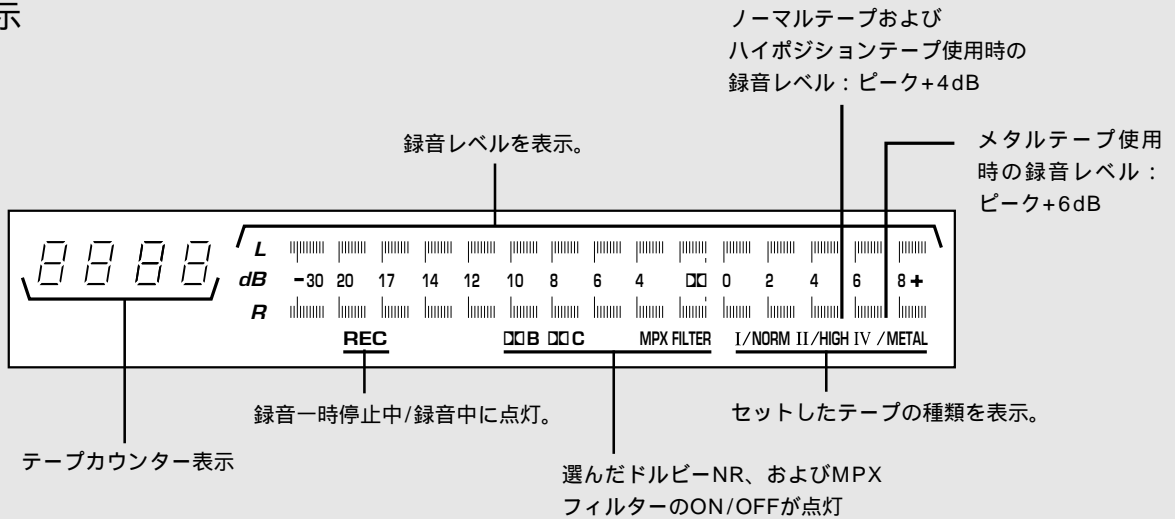 示
ノーマルテープおよび
ハイポジションテープ使用時の
録音レベル：ピーク+4dB
録音レベルを表示。
メタルテープ使用
時の録音レベル：
ピーク+6dB
8888
L
dB -30 20 17 14 12 10 8 6 4 0 2 4 6 8 +
R
REC B C MPX FILTER I/NORM II/HIGH IV /METAL
録音一時停止中/録音中に点灯。
セットしたテープの種類を表示。
テープカウンター表示
選んだドルビーNR、およびMPX
フィルターのON/OFFが点灯